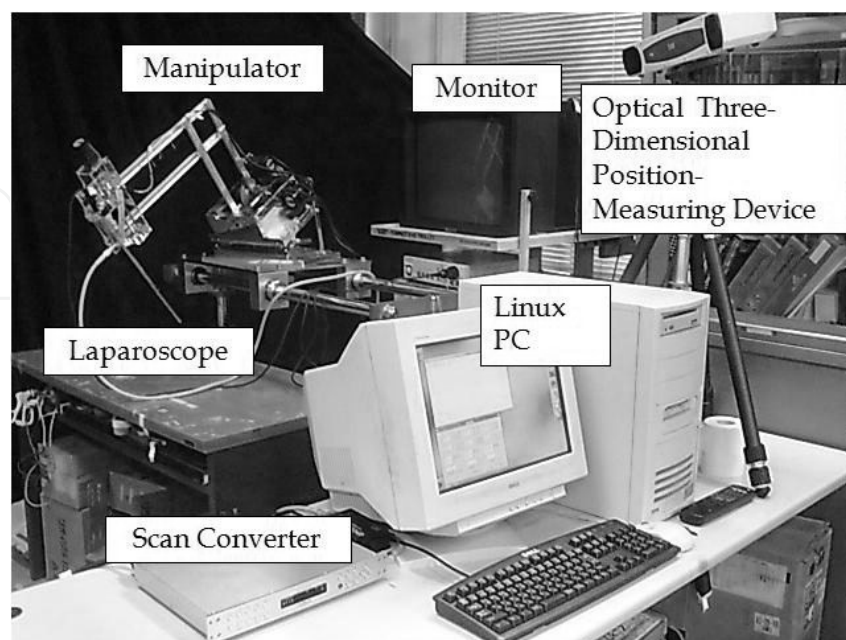 Manipulator
Monitor
Optical Three-
Dimensional
Position-
Measuring Device
Linux
PC
Laparoscope
Scan Converter